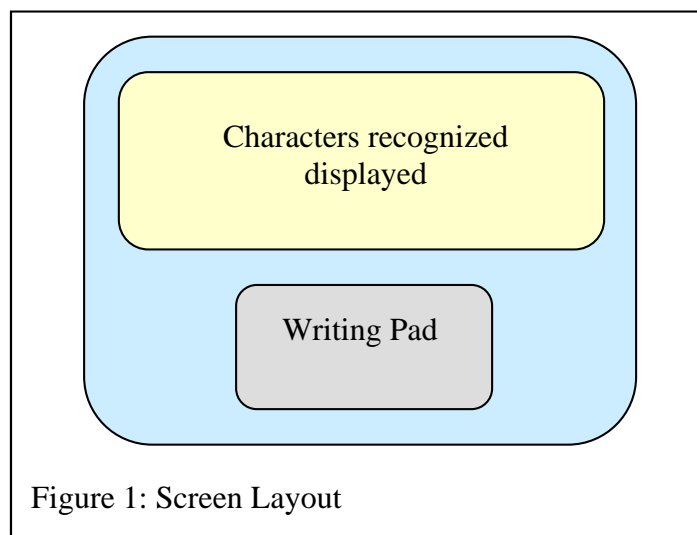 Characters recognized
displayed
Writing Pad
Figure 1: Screen Layout